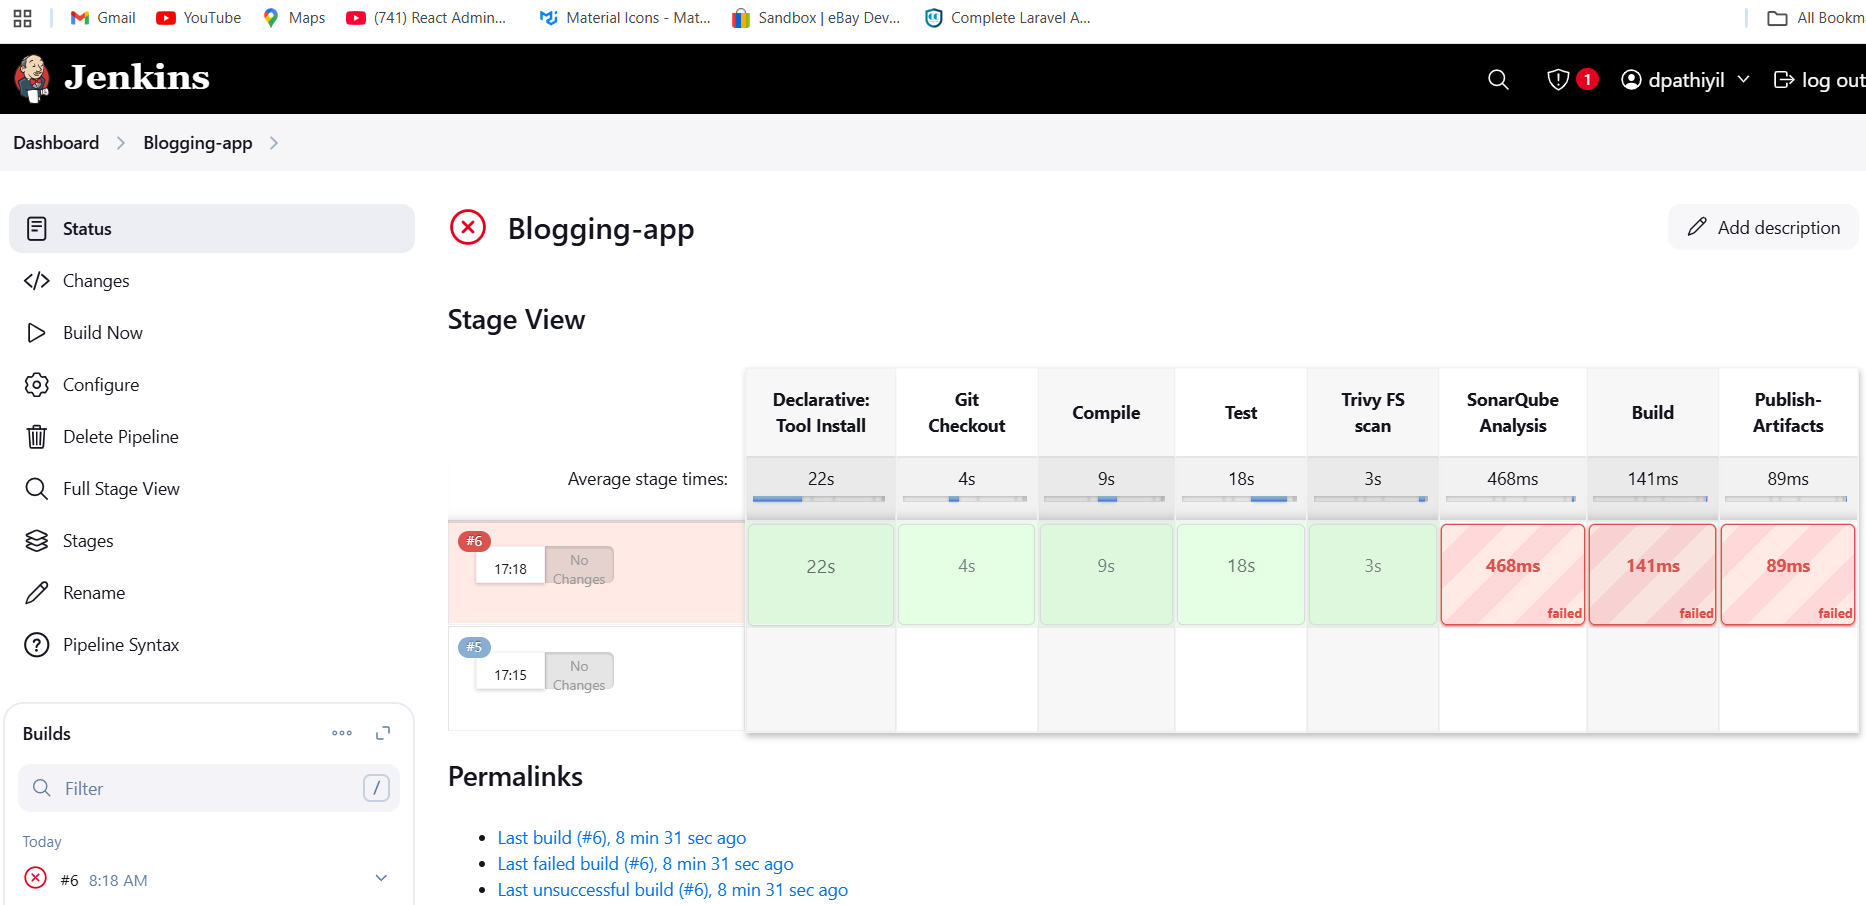 Gmail YouTube Maps (741) React Admin... Material Icons - Mat... Sandbox | eBay Dev... Complete Laravel A... All Bookm
Jenkins 1 dpathiyil log out
Dashboard Blogging-app
Status
Changes
Build Now
Configure
Delete Pipeline
Full Stage View
Stages
Rename
Pipeline Syntax
Builds
Filter /
Today
#6 8:18 AM
Blogging-app
Add description
Stage View
Declarative:
Tool Install
Git
Checkout
Compile
Test
Trivy FS
scan
SonarQube
Analysis
Build
Publish-
Artifacts
Average stage times: 22s 4s 9s 18s 3s 468ms 141ms 89ms
#6
17:18
No
Changes
22s 4s 9s 18s 3s 468ms 141ms 89ms
failed failed failed
#5
17:15
No
Changes
Permalinks
Last build (#6), 8 min 31 sec ago
Last failed build (#6), 8 min 31 sec ago
Last unsuccessful build (#6), 8 min 31 sec ago